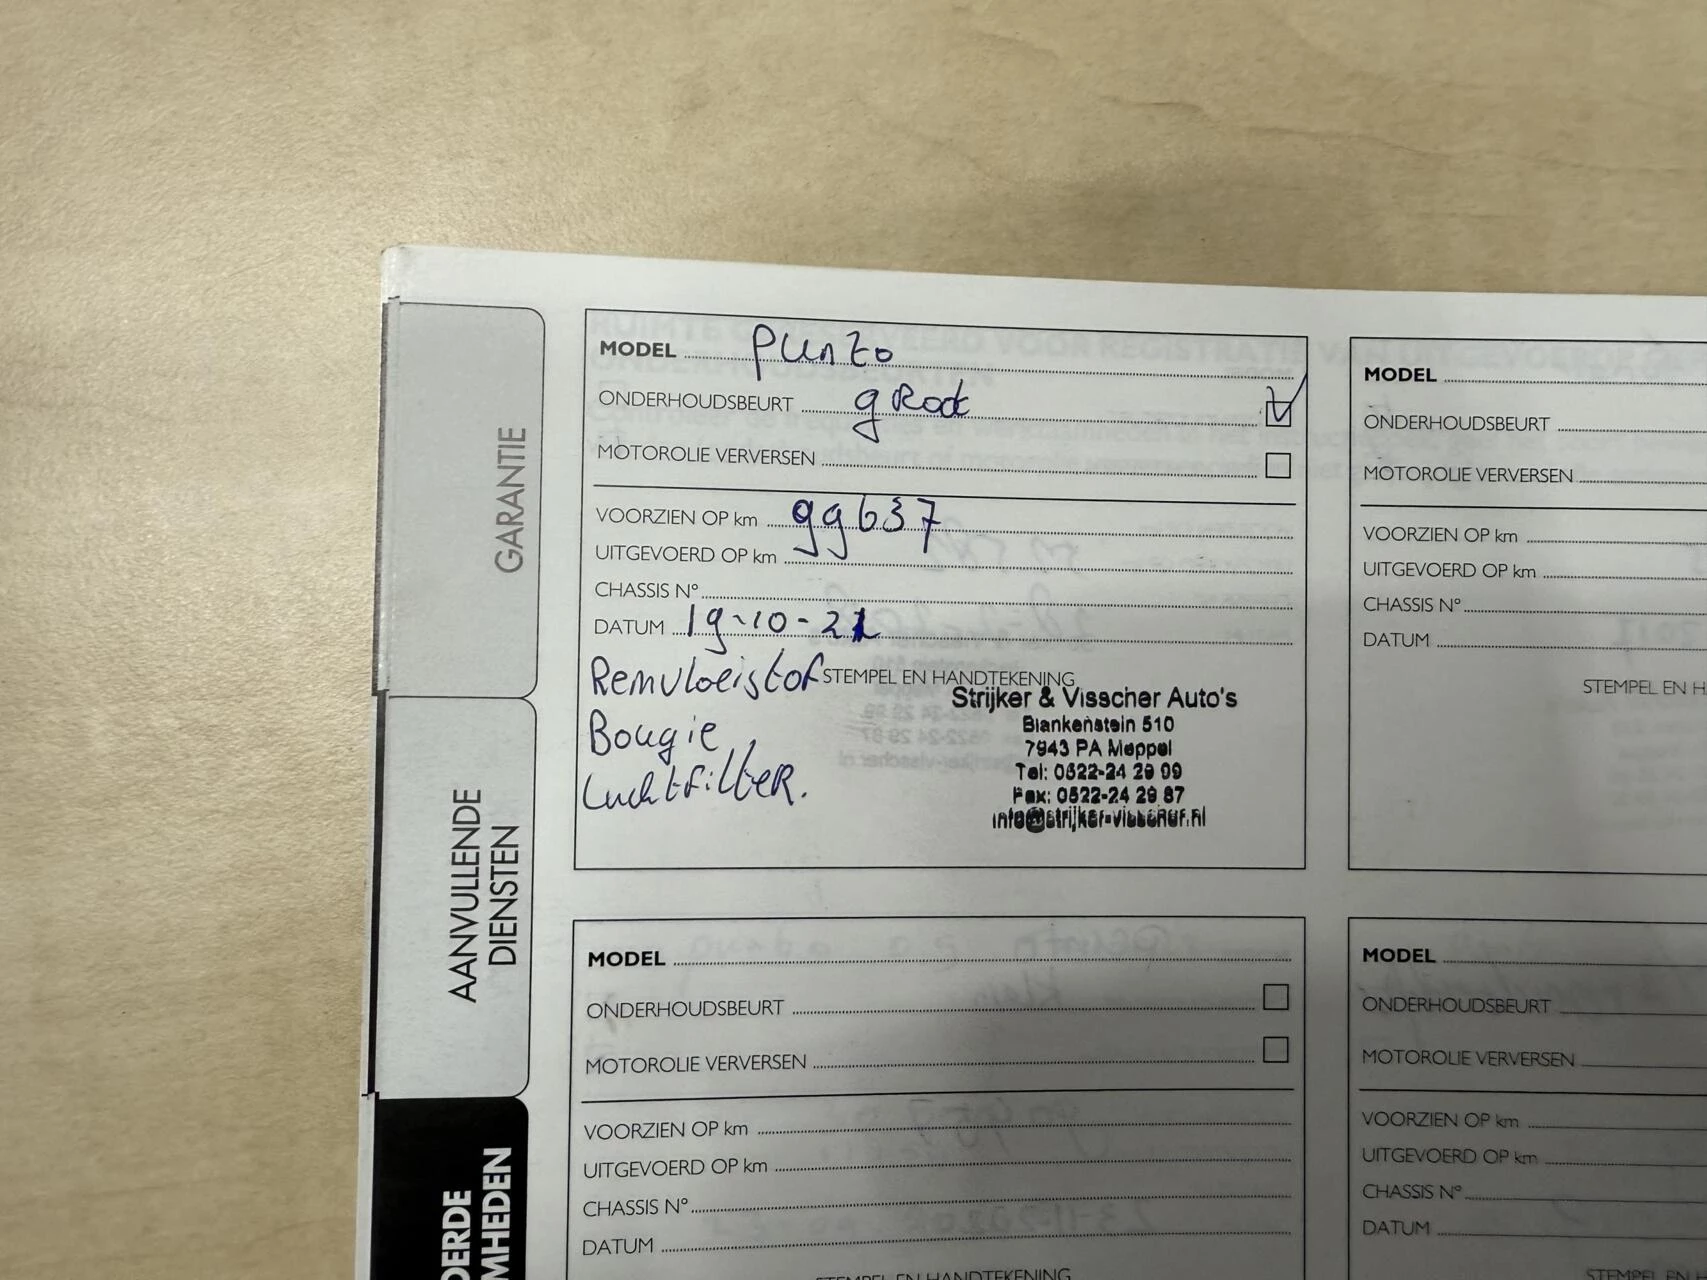 GARANTIE
AANVULLENDE
DIENSTEN
MODEL punto
ONDERHOUDSBEURT groot
MOTOROLIE VERVERSEN
VOORZIEN OP km 99637
UITGEVOERD OP km
CHASSIS N°
DATUM 19-10-21
Remvloeistof STEMPEL EN HANDTEKENING
Bougie
Luchtfilter.
Strijker & Visscher Auto's
Blankenstein 510
7943 PA Meppel
Tel: 0522-24 29 09
Fax: 0522-24 29 87
info@strijker-visscher.nl
MODEL
ONDERHOUDSBEURT
MOTOROLIE VERVERSEN
VOORZIEN OP km
UITGEVOERD OP km
CHASSIS N°
DATUM
STEMPEL EN H
MODEL
ONDERHOUDSBEURT
MOTOROLIE VERVERSEN
VOORZIEN OP km
UITGEVOERD OP km
CHASSIS N°
DATUM
STEMPEL EN HANDTEKENING
MODEL
ONDERHOUDSBEURT
MOTOROLIE VERVERSEN
VOORZIEN OP km
UITGEVOERD OP km
CHASSIS N°
DATUM
STEMPEL EN HAN